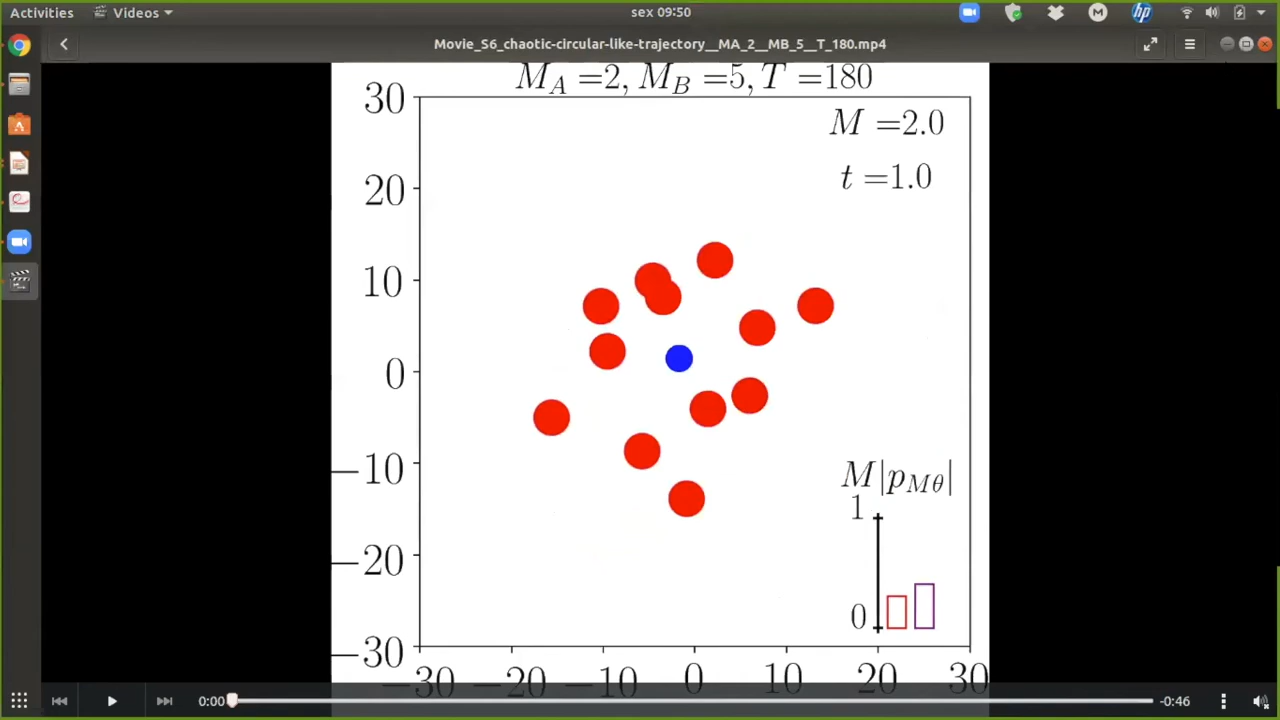 Activities Videos sex 09:50
Movie_S6_chaotic-circular-like-trajectory__MA_2__MB_5__T_180.mp4
M_A =2, M_B =5, T =180
30
M =2.0
t =1.0
20
10
0
−10
M|p_{Mθ}|
1
−20
0
−30
−30 −20 −10 0 10 20 30
0:00 -0:46